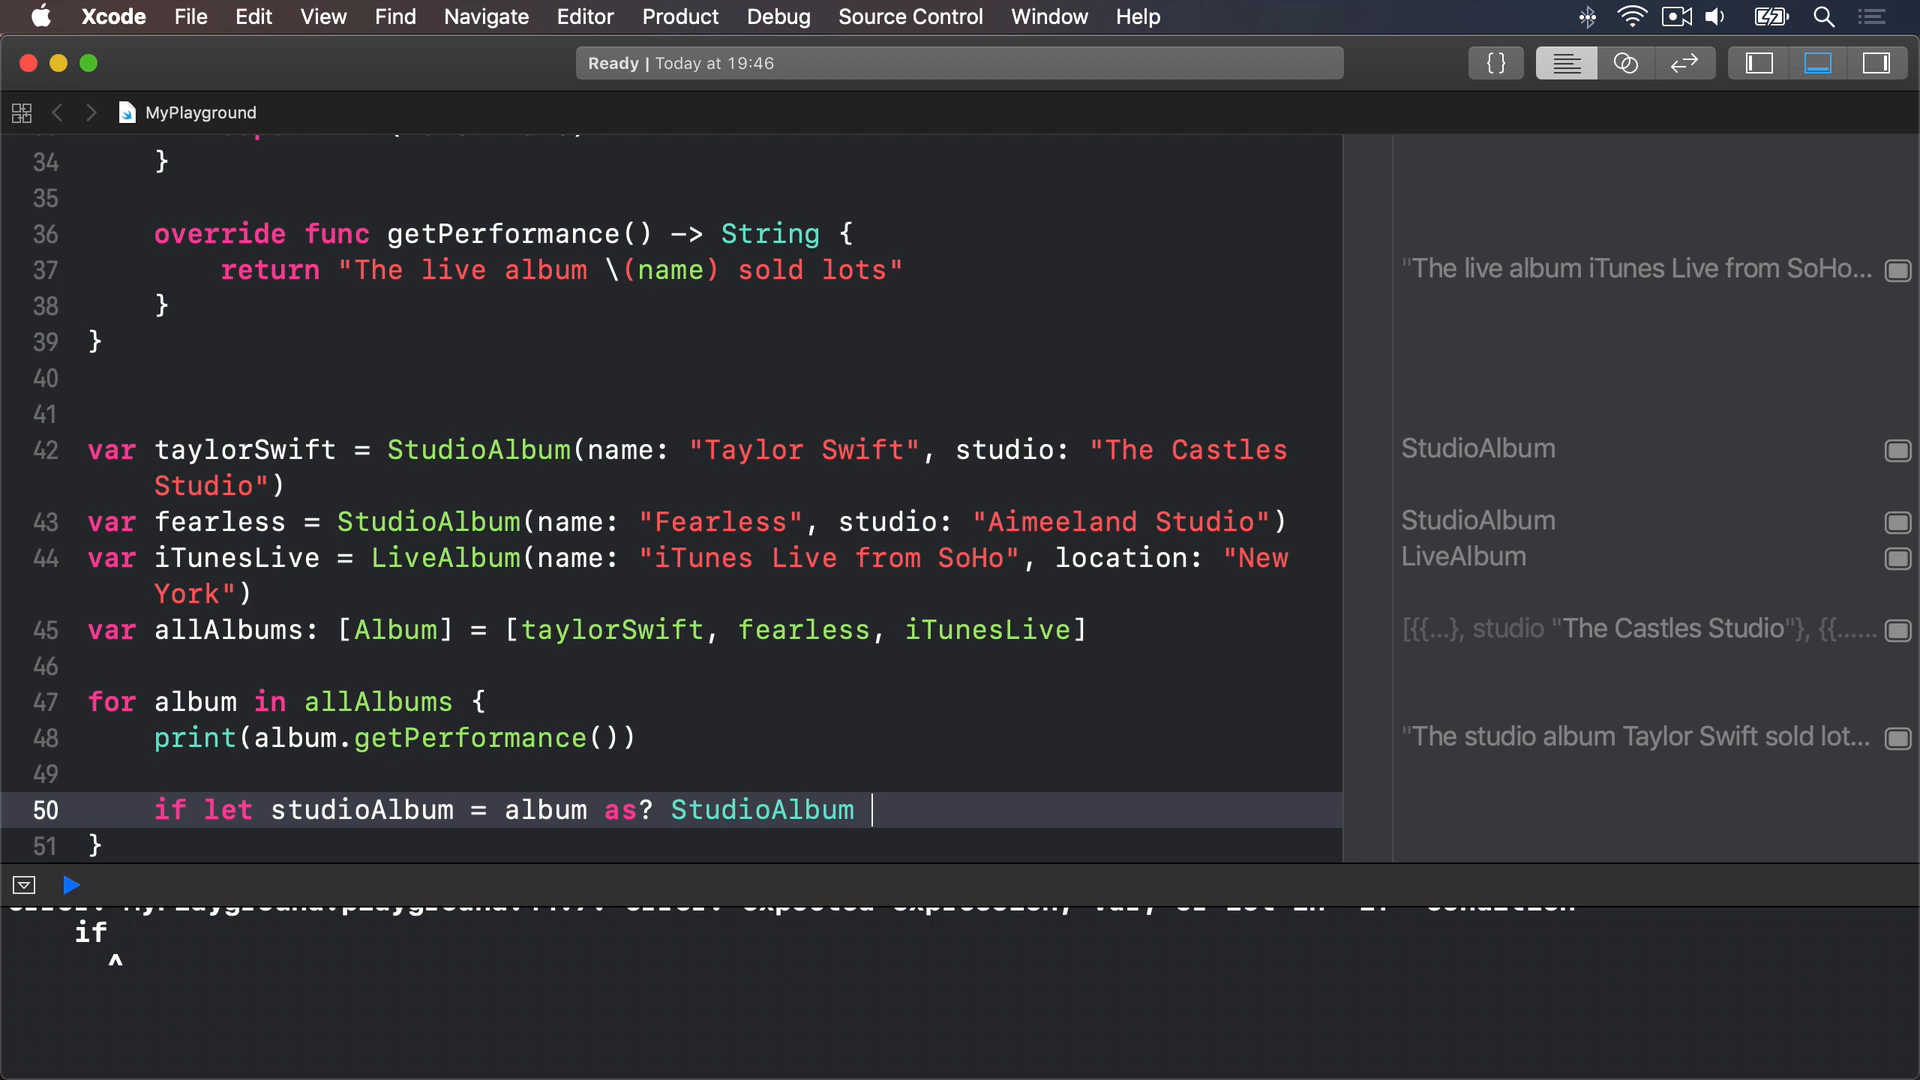 Xcode File Edit View Find Navigate Editor Product Debug Source Control Window Help
Ready | Today at 19:46
{}
MyPlayground
34 }
35
36 override func getPerformance() -> String {
37 return "The live album \(name) sold lots"
"The live album iTunes Live from SoHo...
38 }
39 }
40
41
42 var taylorSwift = StudioAlbum(name: "Taylor Swift", studio: "The Castles
StudioAlbum
Studio")
43 var fearless = StudioAlbum(name: "Fearless", studio: "Aimeeland Studio")
StudioAlbum
44 var iTunesLive = LiveAlbum(name: "iTunes Live from SoHo", location: "New
LiveAlbum
York")
45 var allAlbums: [Album] = [taylorSwift, fearless, iTunesLive]
[{{...}, studio "The Castles Studio"}, {{......
46
47 for album in allAlbums {
48 print(album.getPerformance())
"The studio album Taylor Swift sold lot...
49
50 if let studioAlbum = album as? StudioAlbum
51 }
if
^